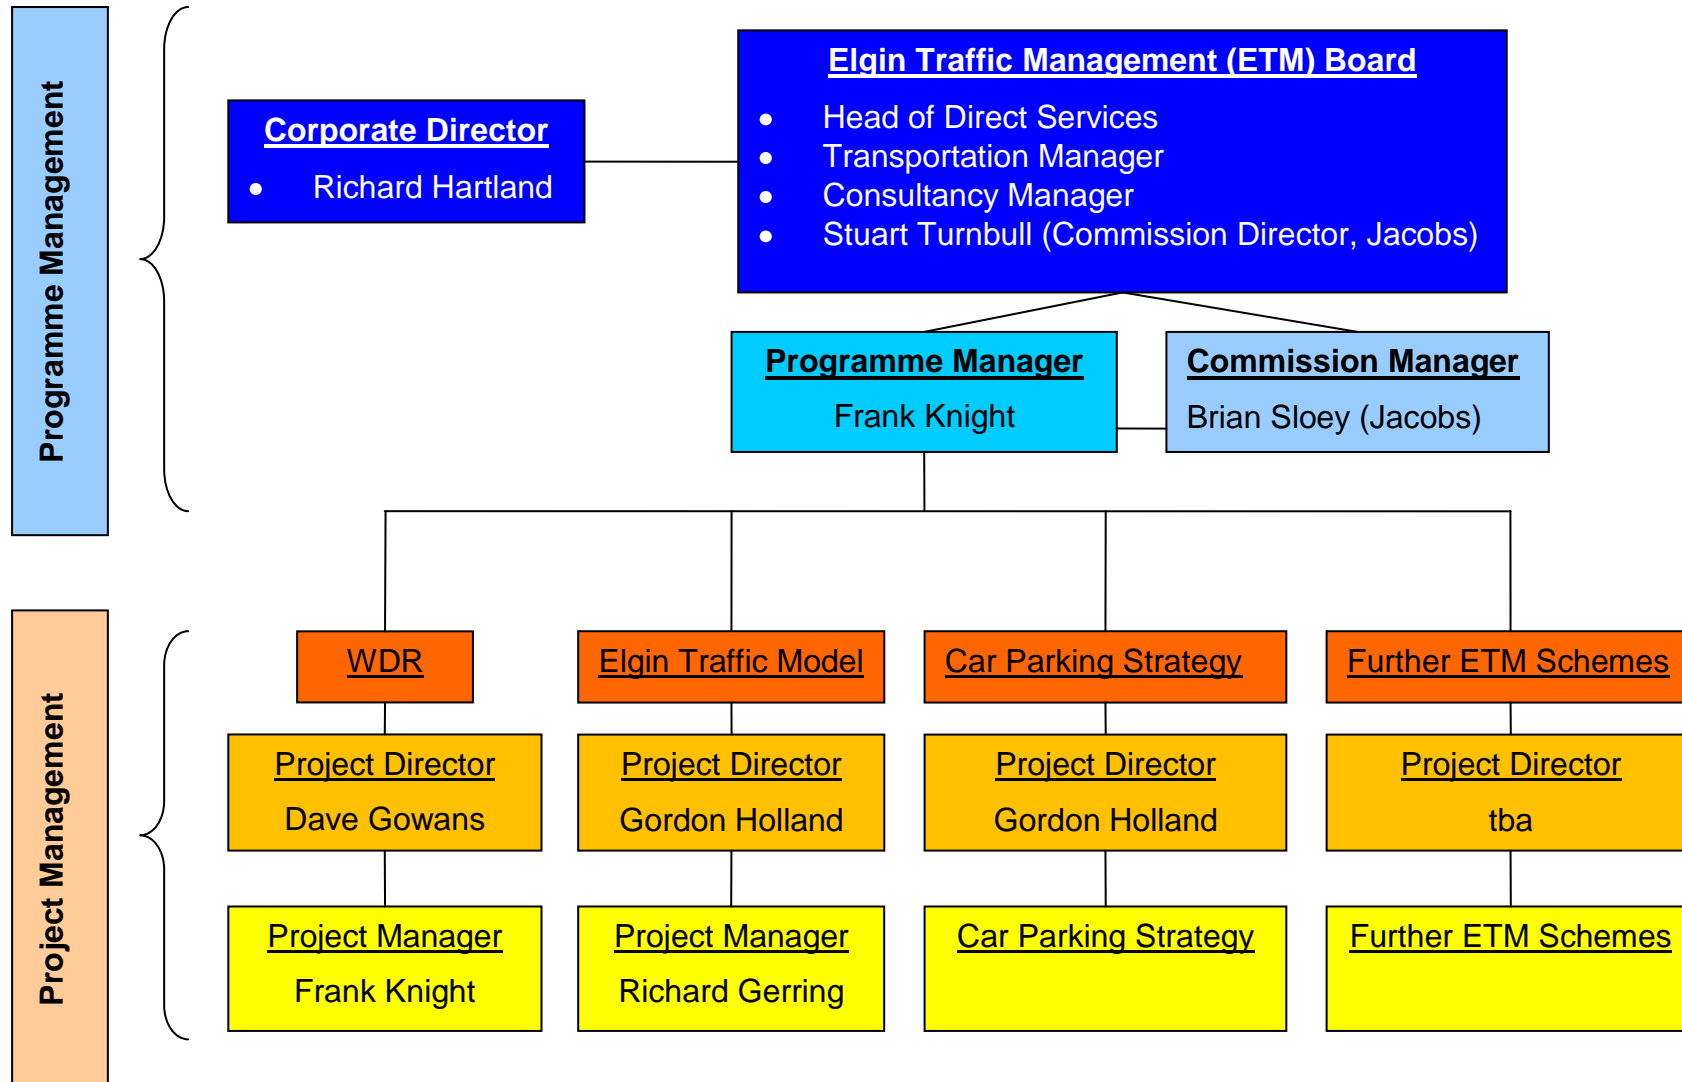 Programme Management
Corporate Director
• Richard Hartland
Elgin Traffic Management (ETM) Board
• Head of Direct Services
• Transportation Manager
• Consultancy Manager
• Stuart Turnbull (Commission Director, Jacobs)
Programme Manager
Frank Knight
Commission Manager
Brian Sloey (Jacobs)
Project Management
WDR
Project Director
Dave Gowans
Project Manager
Frank Knight
Elgin Traffic Model
Project Director
Gordon Holland
Project Manager
Richard Gerring
Car Parking Strategy
Project Director
Gordon Holland
Car Parking Strategy
Further ETM Schemes
Project Director
tba
Further ETM Schemes